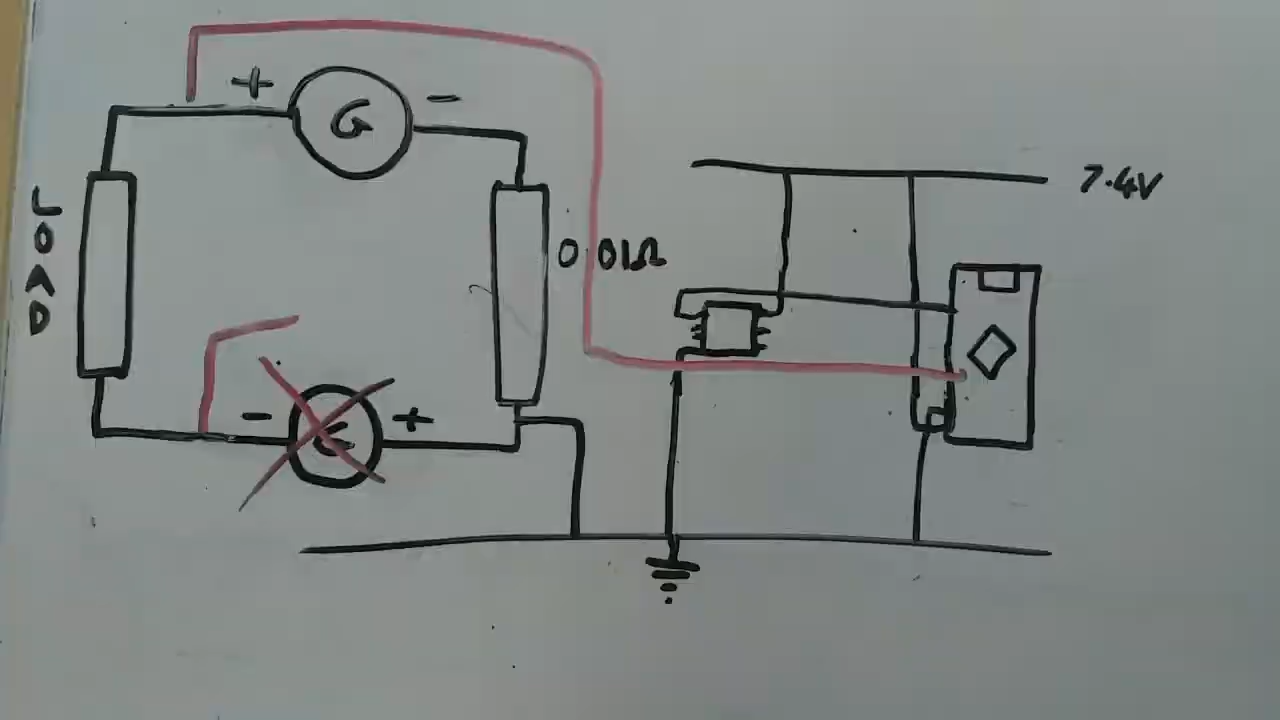 + G -
7.4V
LOAD
0.01Ω
- +